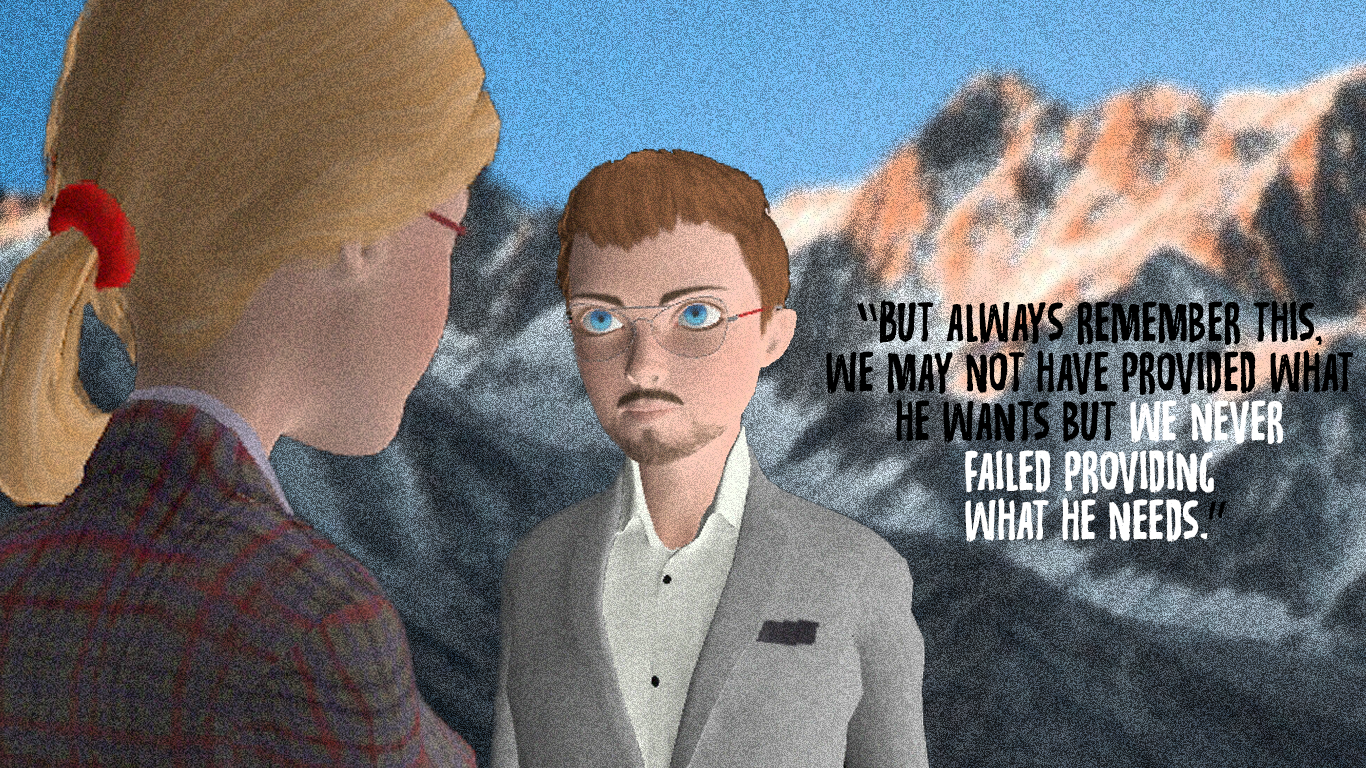 “BUT ALWAYS REMEMBER THIS,
WE MAY NOT HAVE PROVIDED WHAT
HE WANTS BUT WE NEVER
FAILED PROVIDING
WHAT HE NEEDS.”